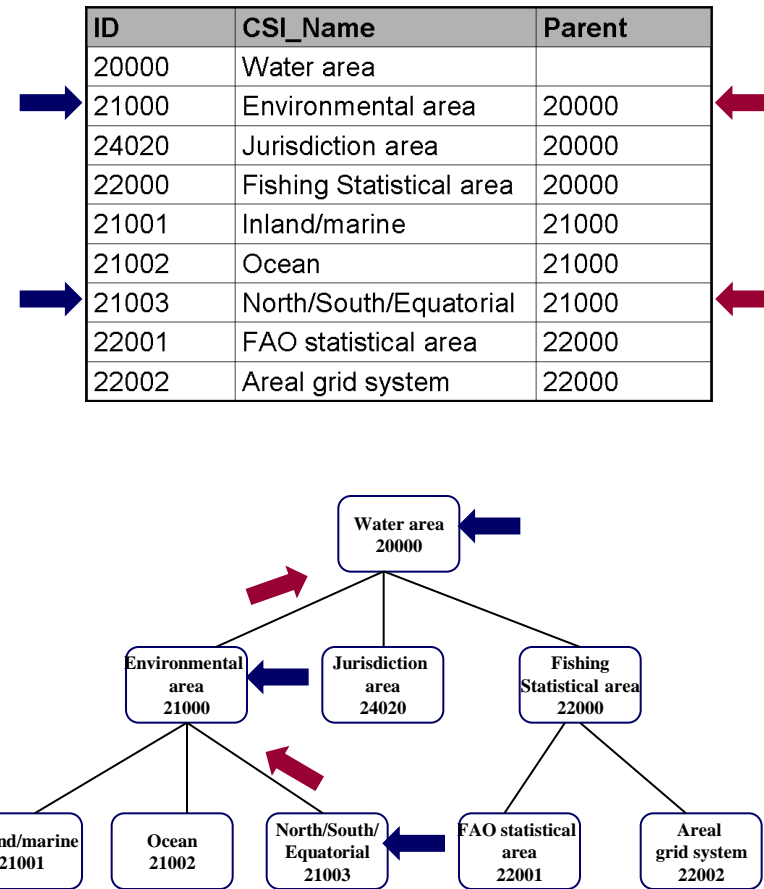 ID CSI_Name Parent
20000 Water area
21000 Environmental area 20000
24020 Jurisdiction area 20000
22000 Fishing Statistical area 20000
21001 Inland/marine 21000
21002 Ocean 21000
21003 North/South/Equatorial 21000
22001 FAO statistical area 22000
22002 Areal grid system 22000
Water area
20000
Environmental
area
21000
Jurisdiction
area
24020
Fishing
Statistical area
22000
nd/marine
21001
Ocean
21002
North/South/
Equatorial
21003
FAO statistical
area
22001
Areal
grid system
22002